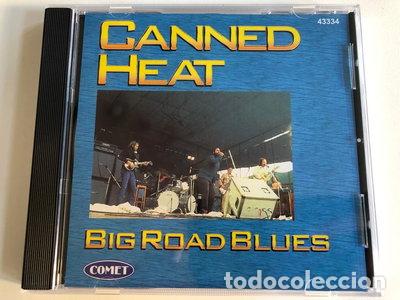 43334
CANNED
HEAT
BIG ROAD BLUES
COMET
todocoleccion